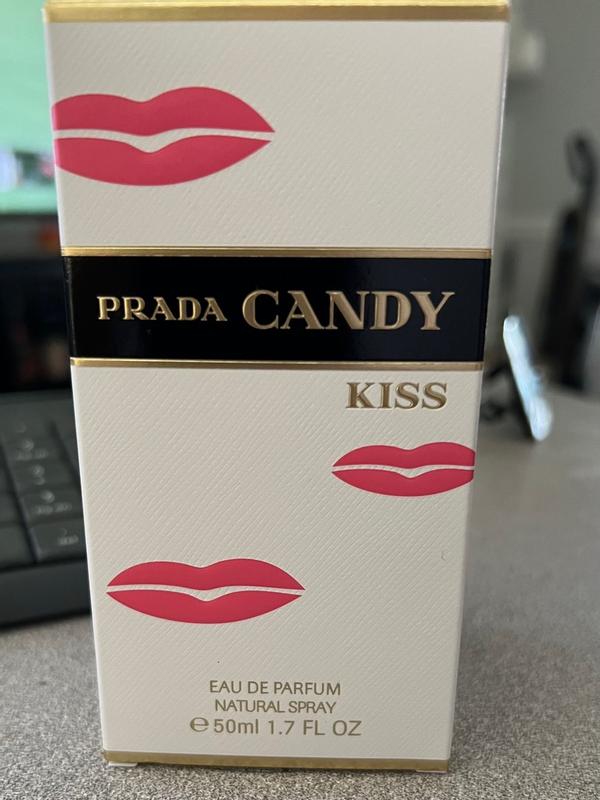 PRADA CANDY
KISS
EAU DE PARFUM
NATURAL SPRAY
℮50ml 1.7 FL OZ